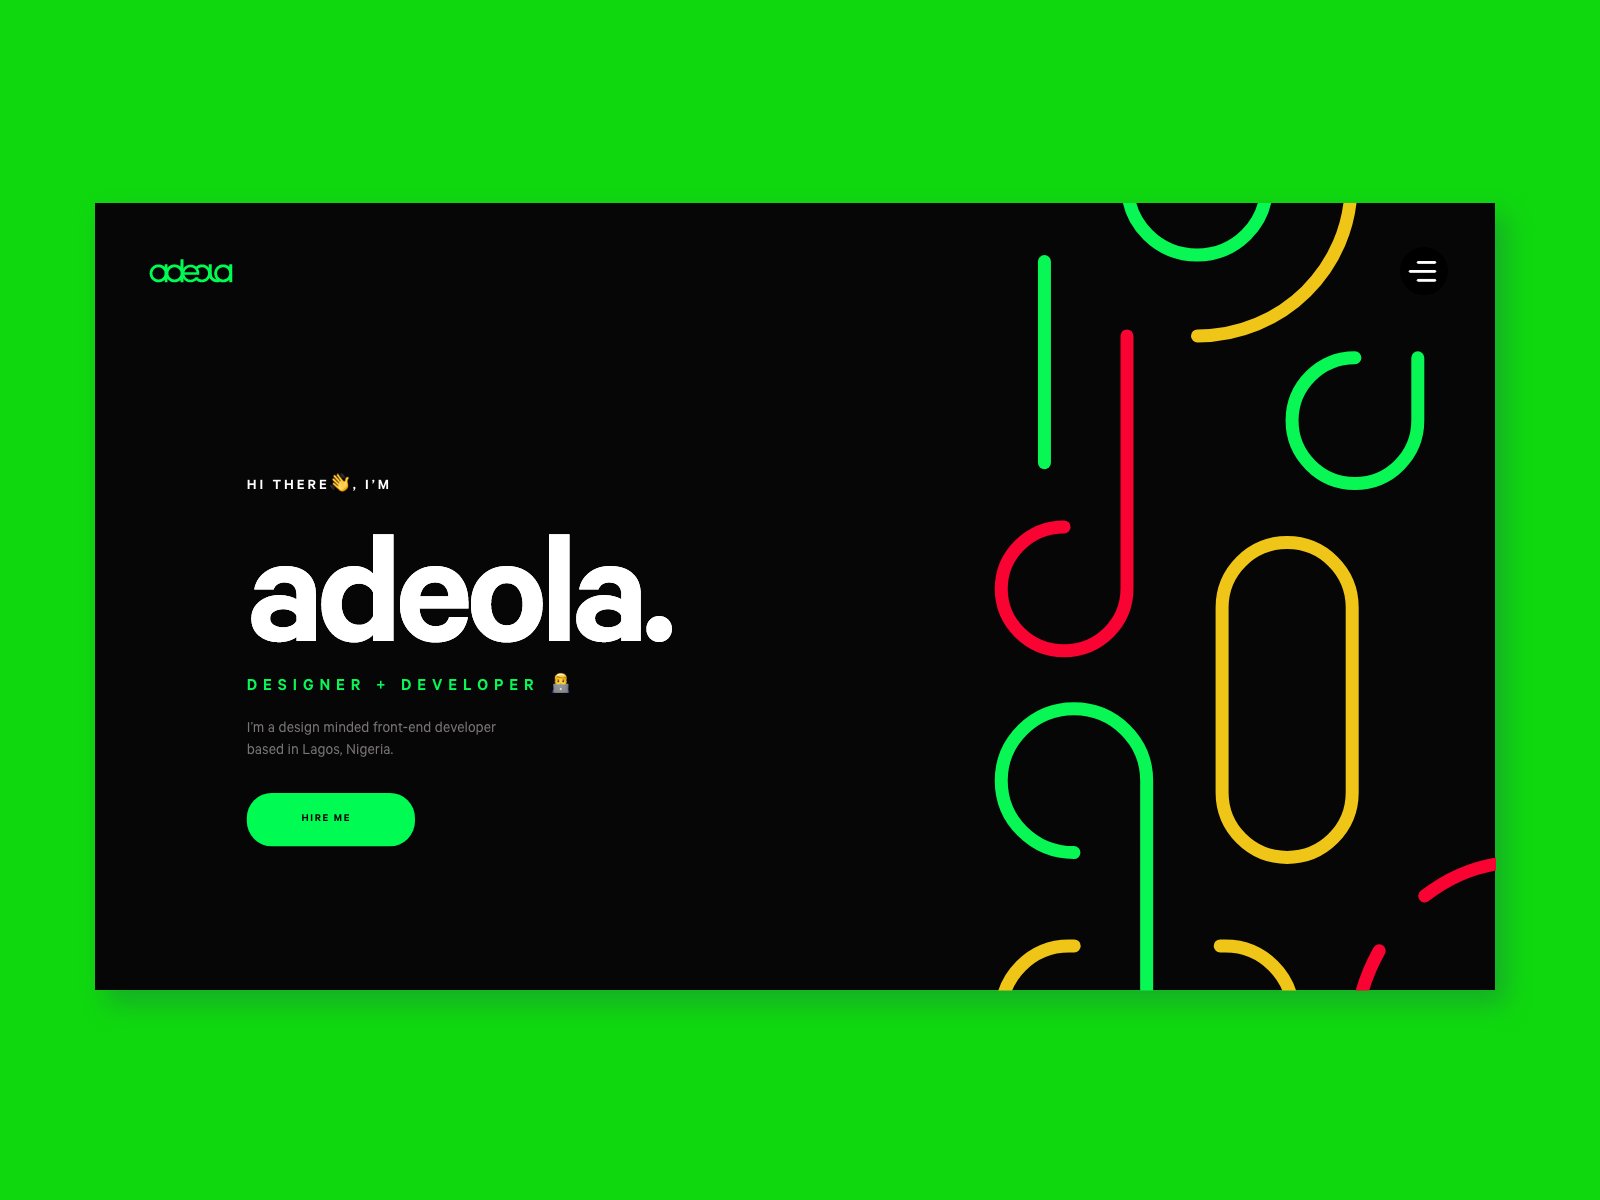 adeola
HI THERE👋, I'M
adeola.
DESIGNER + DEVELOPER 👨‍💻
I'm a design minded front-end developer
based in Lagos, Nigeria.
HIRE ME